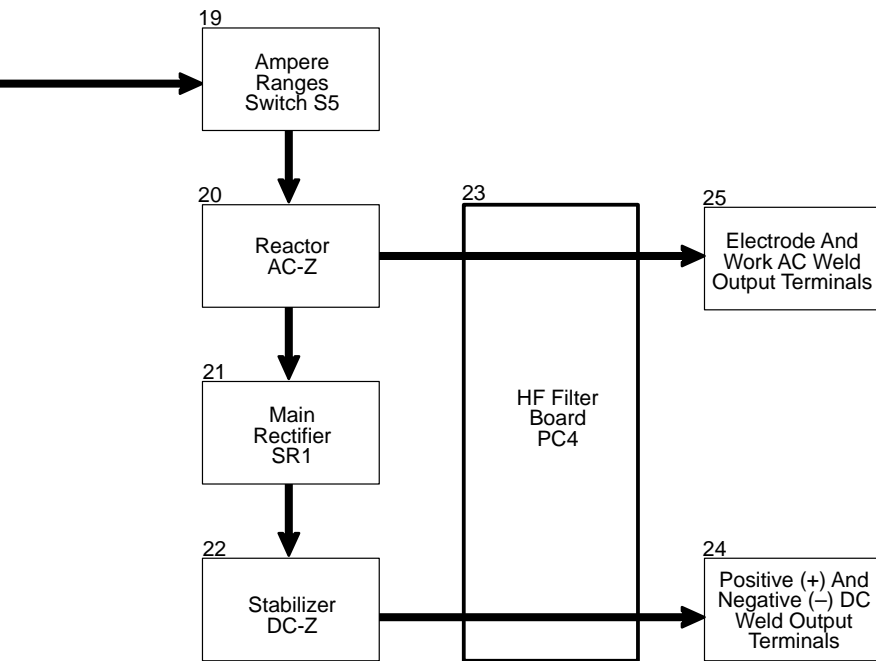 19
Ampere
Ranges
Switch S5
20
Reactor
AC-Z
23
25
Electrode And
Work AC Weld
Output Terminals
21
Main
Rectifier
SR1
HF Filter
Board
PC4
22
Stabilizer
DC-Z
24
Positive (+) And
Negative (–) DC
Weld Output
Terminals